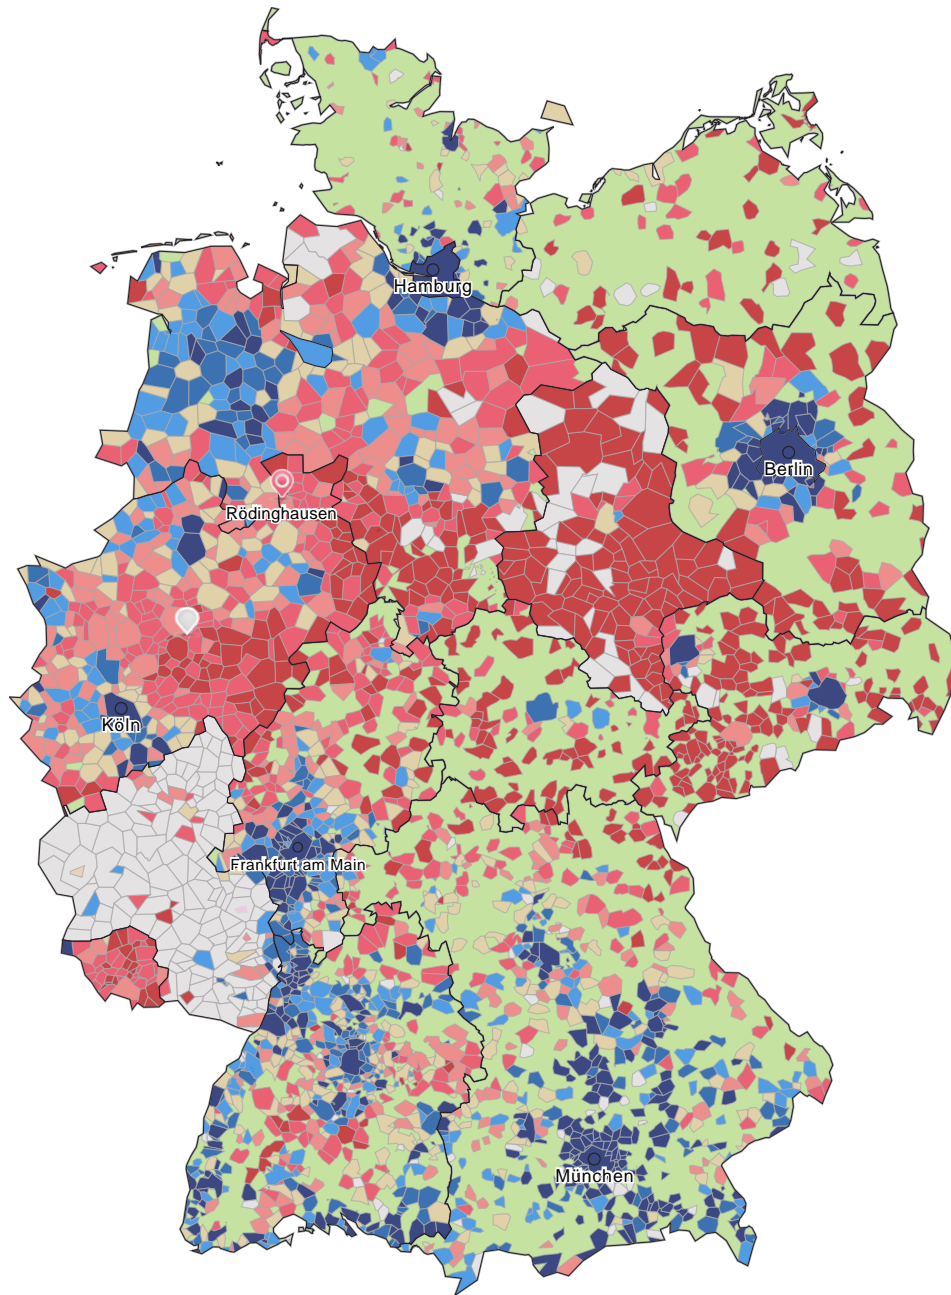 Hamburg
Berlin
Rödinghausen
Köln
Frankfurt am Main
München